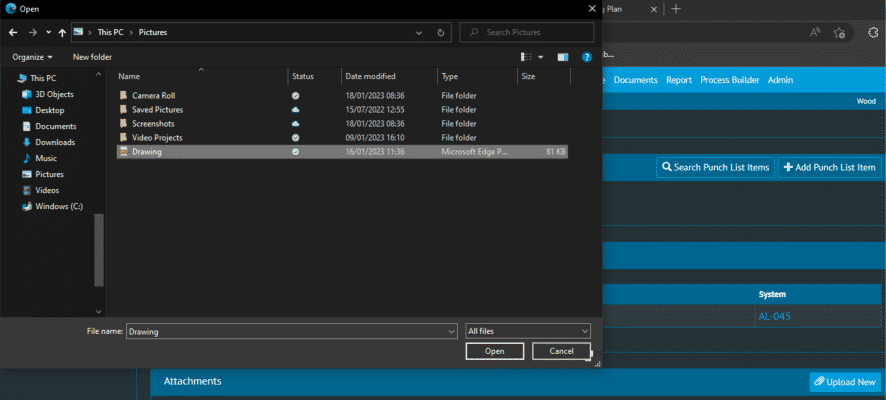 Open
g Plan
This PC > Pictures
Search Pictures
Organize
New folder
This PC
3D Objects
Desktop
Documents
Downloads
Music
Pictures
Videos
Windows (C:)
Name Status Date modified Type Size
Camera Roll 18/01/2023 08:36 File folder
Saved Pictures 15/07/2022 12:55 File folder
Screenshots 18/01/2023 08:36 File folder
Video Projects 09/01/2023 16:10 File folder
Drawing 16/01/2023 11:36 Microsoft Edge P... 81 KB
File name: Drawing
All files
Open
Cancel
b...
e Documents Report Process Builder Admin
Wood
Search Punch List Items
+ Add Punch List Item
System
AL-045
Attachments
Upload New